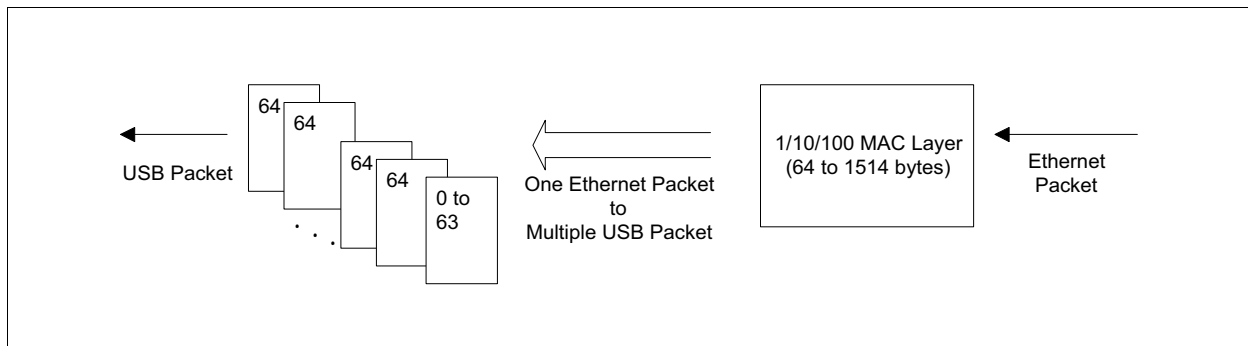 64
64
64
64
0 to
63
USB Packet
One Ethernet Packet
to
Multiple USB Packet
1/10/100 MAC Layer
(64 to 1514 bytes)
Ethernet
Packet